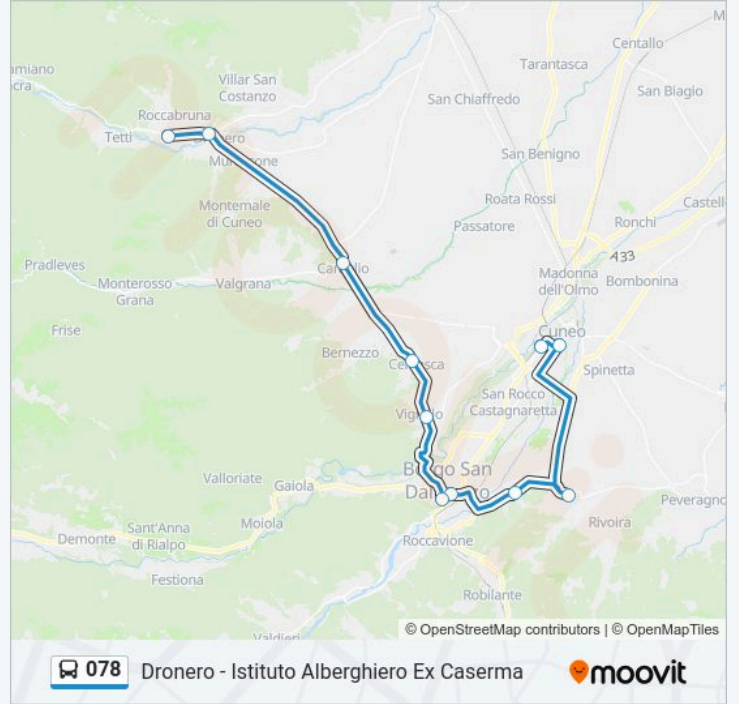 Centallo
Tarantasca
Villar San
Costanzo
San Biagio
San Chiaffredo
Roccabruna
Tetti
San Benigno
Roata Rossi
Montemale
di Cuneo
Passatore
Ronchi
A33
Pradleves
Monterosso
Grana
Valgrana
Madonna
dell'Olmo
Bombonina
Frise
Cuneo
Bernezzo
Spinetta
San Rocco
Castagnaretta
Valloriate
Gaiola
Moiola
Sant'Anna
di Rialpo
Demonte
Festiona
Peveragno
Rivoira
Roccavione
Robilante
© OpenStreetMap contributors | © OpenMapTiles
078 Dronero - Istituto Alberghiero Ex Caserma
moovit